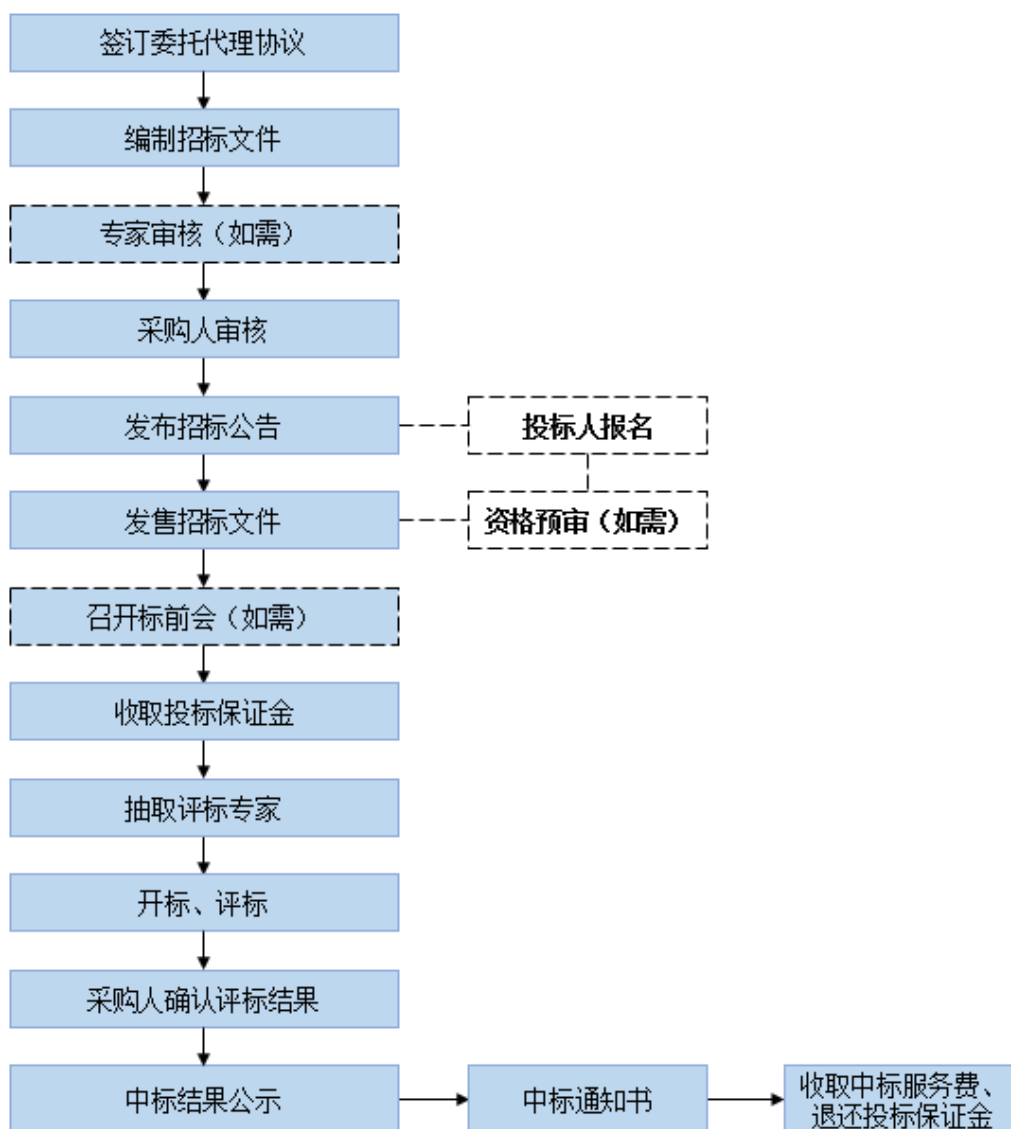 签订委托代理协议
编制招标文件
专家审核（如需）
采购人审核
发布招标公告
投标人报名
发售招标文件
资格预审（如需）
召开标前会（如需）
收取投标保证金
抽取评标专家
开标、评标
采购人确认评标结果
中标结果公示
中标通知书
收取中标服务费、
退还投标保证金